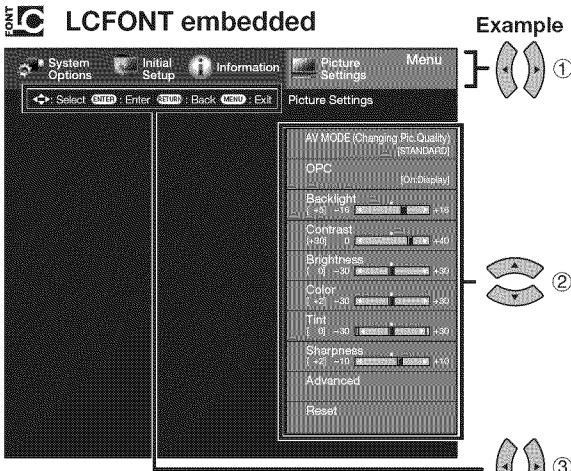 FONT LC LCFONT embedded
Example
System Options
Initial Setup
Information
Picture Settings
Menu
①
: Select ENTER : Enter RETURN : Back MENU : Exit
Picture Settings
AV MODE (Changing Pic.Quality)
[STANDARD]
OPC
[On:Display]
Backlight
[ +5] −16 +16
Contrast
[+30] 0 +40
Brightness
[ 0] −30 +30
Color
[ +2] −30 +30
②
Tint
[ 0] −30 +30
Sharpness
[ +2] −10 +10
Advanced
Reset
③